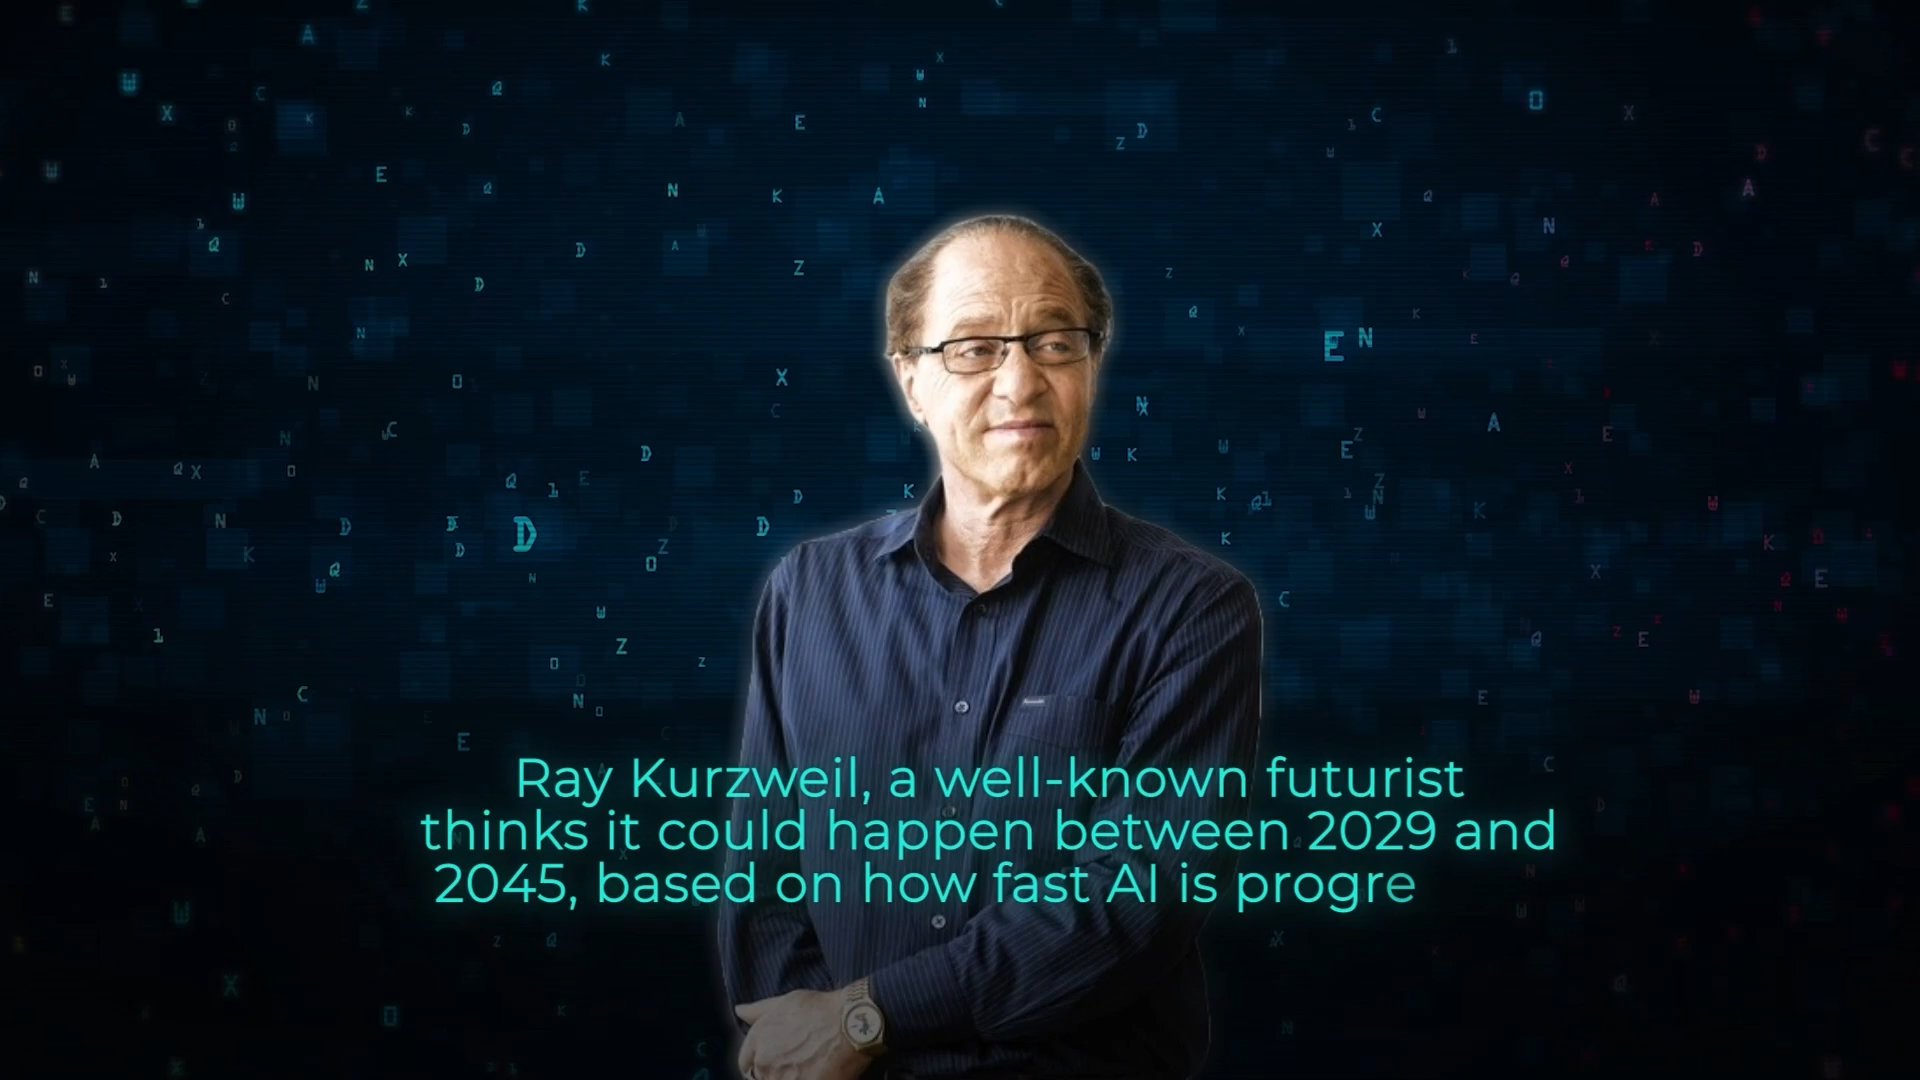 Ray Kurzweil, a well-known futurist
thinks it could happen between 2029 and
2045, based on how fast AI is progre